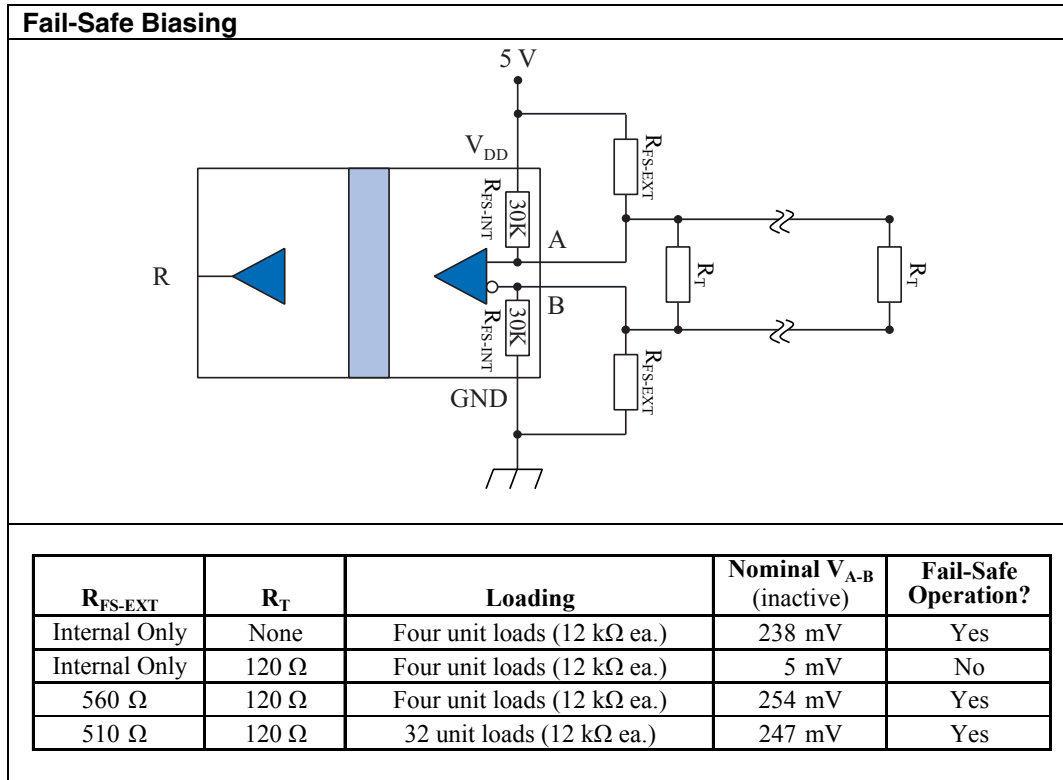 Fail-Safe Biasing
5 V
V_DD
R_FS-EXT
R_FS-INT
30K
A
R
R_T
R_T
B
R_FS-INT
30K
R_FS-EXT
GND
R_FS-EXT R_T Loading Nominal V_A-B (inactive) Fail-Safe Operation?
Internal Only None Four unit loads (12 kΩ ea.) 238 mV Yes
Internal Only 120 Ω Four unit loads (12 kΩ ea.) 5 mV No
560 Ω 120 Ω Four unit loads (12 kΩ ea.) 254 mV Yes
510 Ω 120 Ω 32 unit loads (12 kΩ ea.) 247 mV Yes